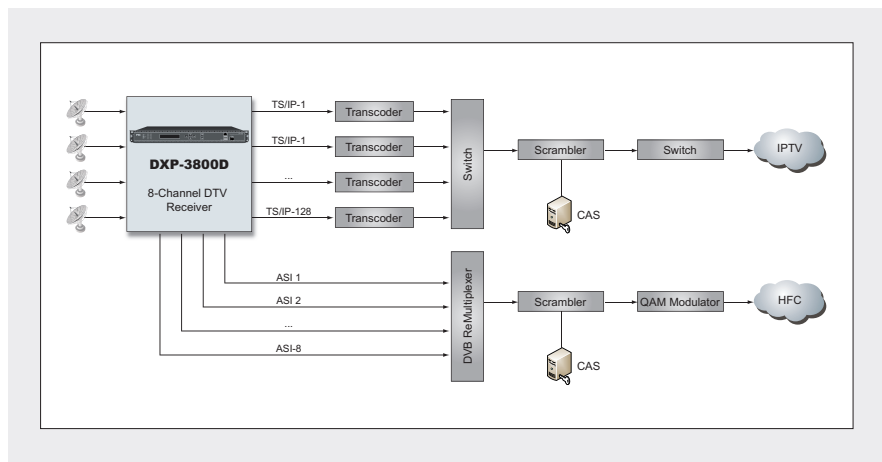 TS/IP-1
Transcoder
TS/IP-1
Transcoder
...
Transcoder
TS/IP-128
Transcoder
DXP-3800D
8-Channel DTV
Receiver
Switch
Scrambler
Switch
IPTV
CAS
ASI 1
ASI 2
...
ASI-8
DVB ReMultiplexer
Scrambler
QAM Modulator
HFC
CAS